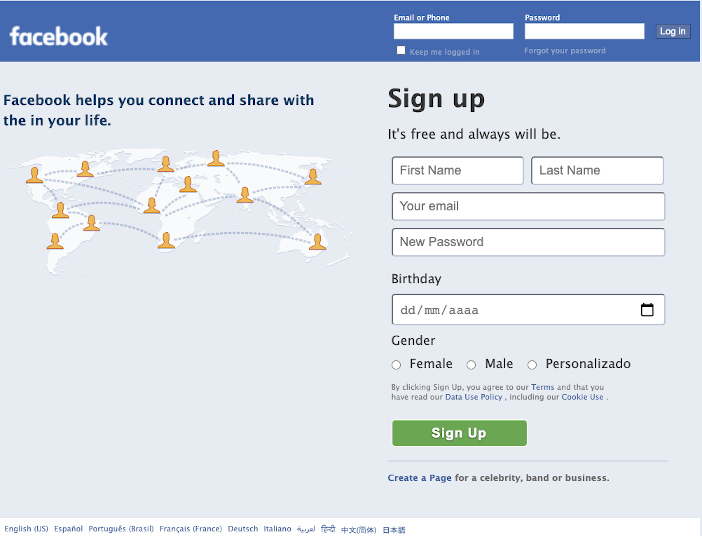 facebook
Email or Phone
Password
Log in
Keep me logged in
Forgot your password
Facebook helps you connect and share with
the in your life.
Sign up
It's free and always will be.
First Name
Last Name
Your email
New Password
Birthday
dd/mm/aaaa
Gender
Female
Male
Personalizado
By clicking Sign Up, you agree to our Terms and that you
have read our Data Use Policy , including our Cookie Use .
Sign Up
Create a Page for a celebrity, band or business.
English (US) Español Português (Brasil) Français (France) Deutsch Italiano العربية हिन्दी 中文(简体) 日本語